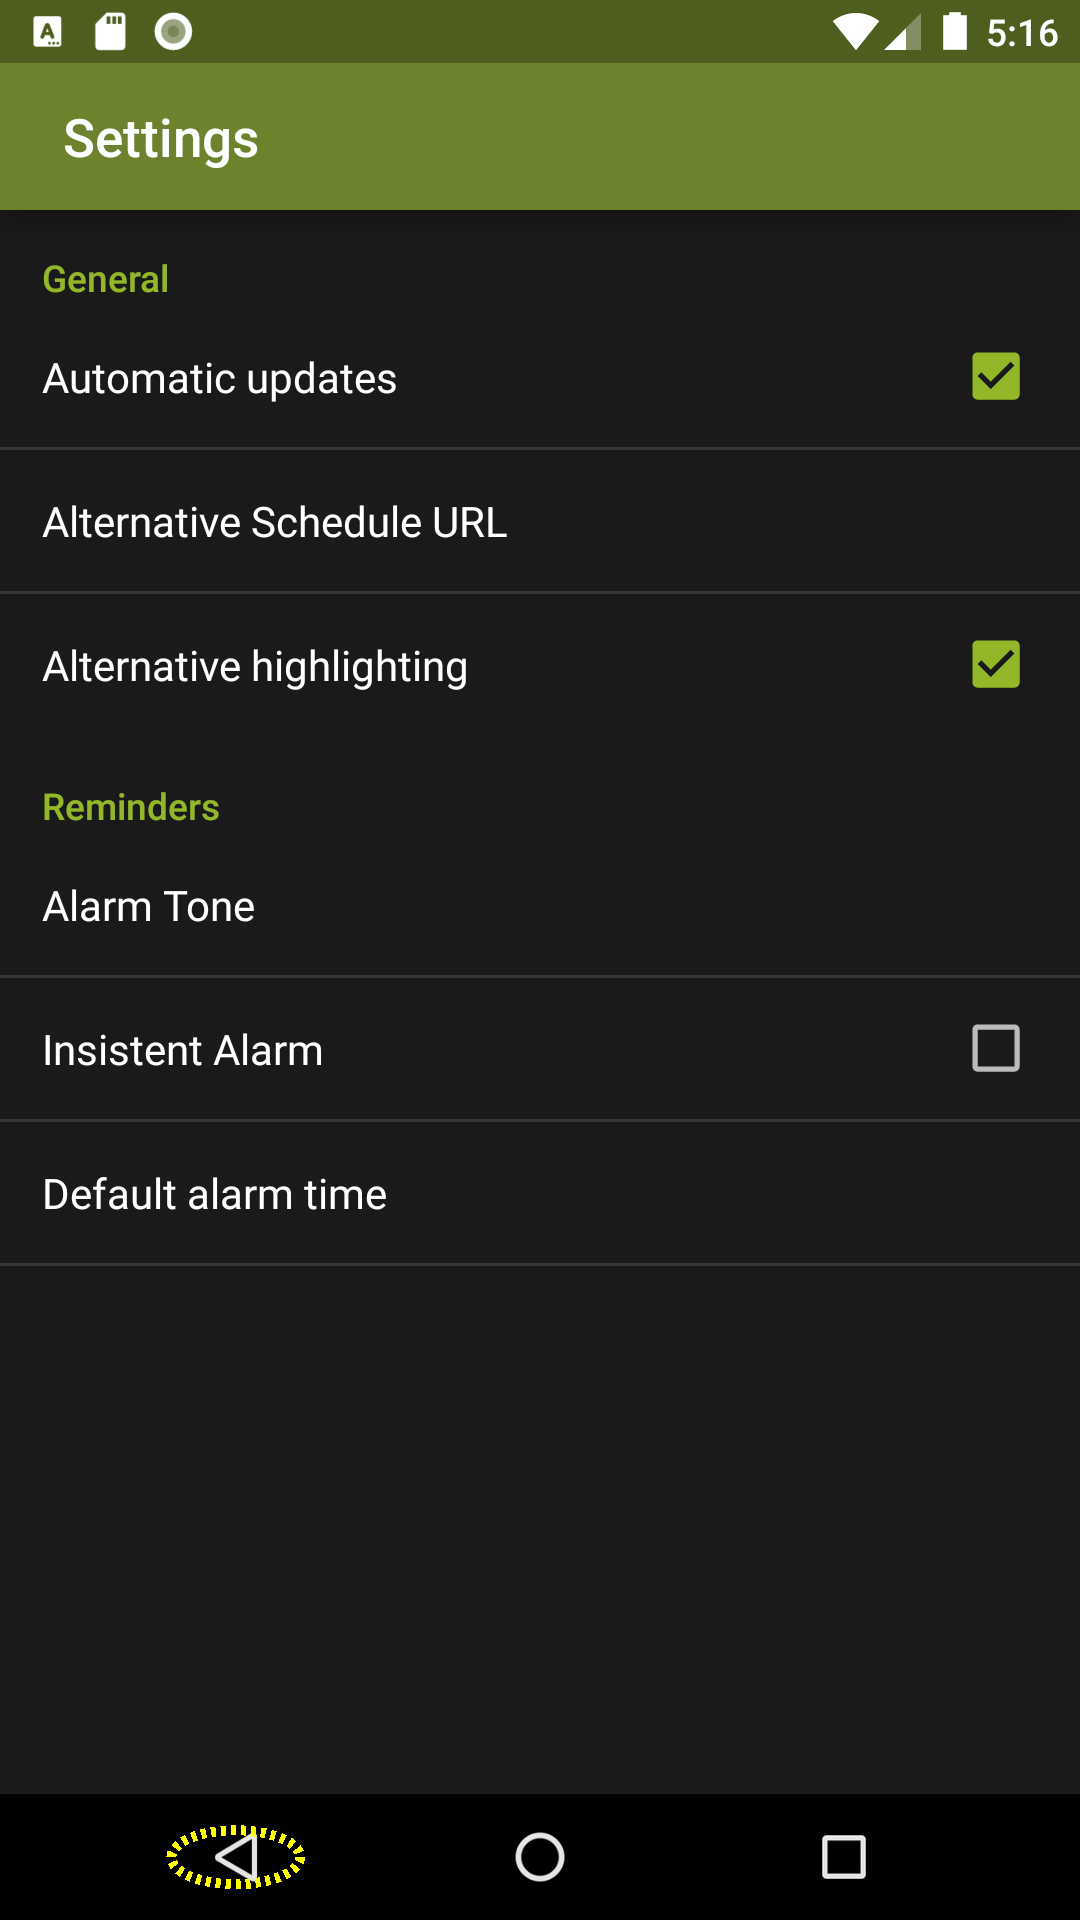 5:16
Settings
General
Automatic updates
Alternative Schedule URL
Alternative highlighting
Reminders
Alarm Tone
Insistent Alarm
Default alarm time